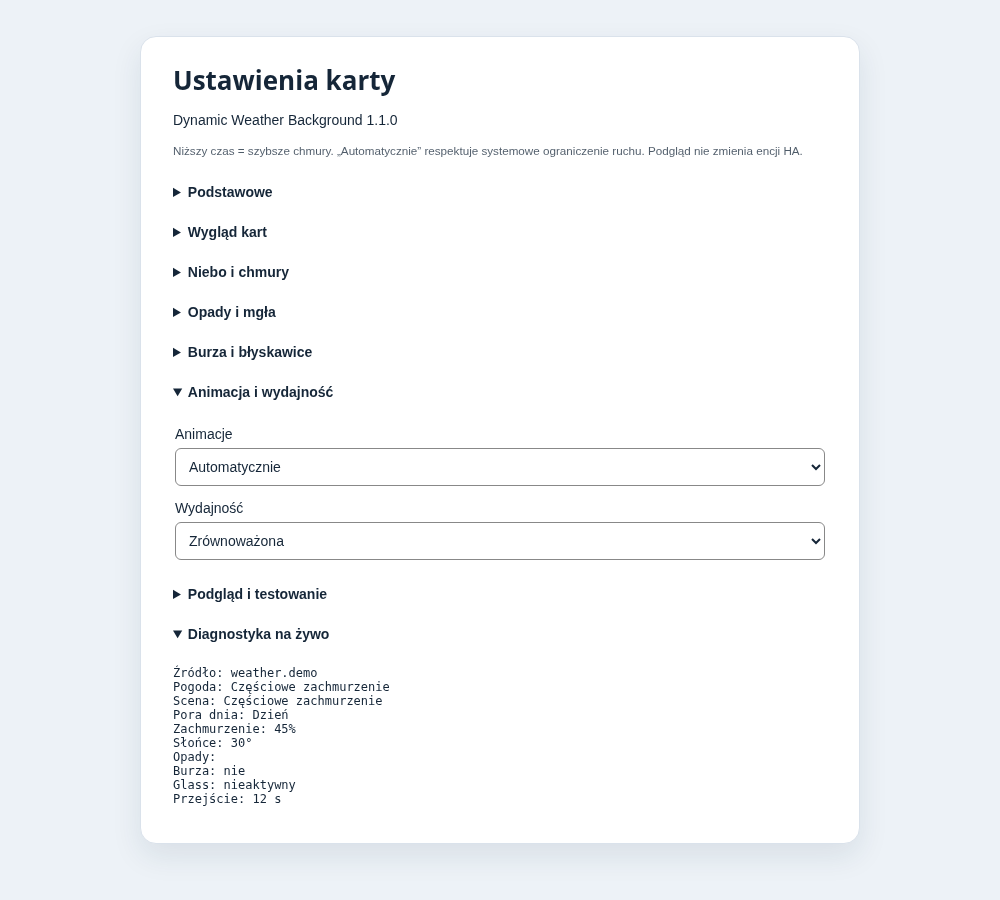 Ustawienia karty
Dynamic Weather Background 1.1.0
Niższy czas = szybsze chmury. „Automatycznie” respektuje systemowe ograniczenie ruchu. Podgląd nie zmienia encji HA.
Podstawowe
Wygląd kart
Niebo i chmury
Opady i mgła
Burza i błyskawice
Animacja i wydajność
Animacje
Automatycznie
Wydajność
Zrównoważona
Podgląd i testowanie
Diagnostyka na żywo
Źródło: weather.demo
Pogoda: Częściowe zachmurzenie
Scena: Częściowe zachmurzenie
Pora dnia: Dzień
Zachmurzenie: 45%
Słońce: 30°
Opady:
Burza: nie
Glass: nieaktywny
Przejście: 12 s